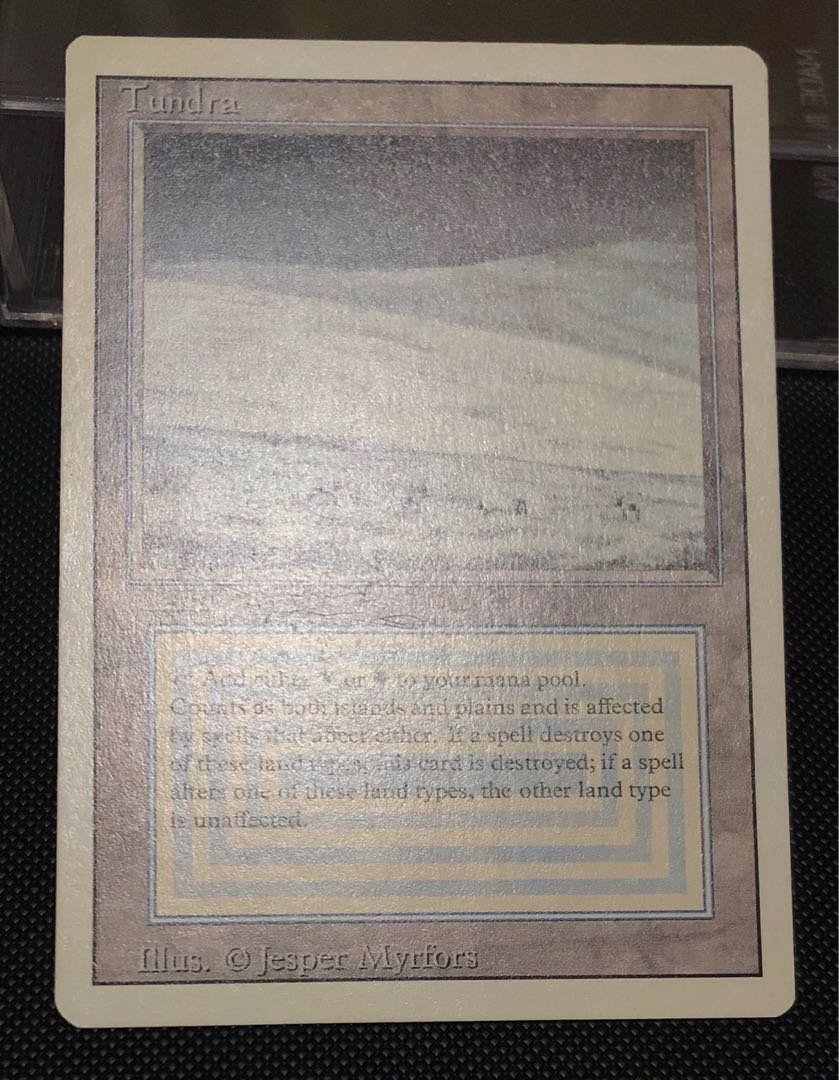 Tundra
: Add either or to your mana pool.
Counts as both islands and plains and is affected
by spells that affect either. If a spell destroys one
of these land types, this card is destroyed; if a spell
alters one of these land types, the other land type
is unaffected.
Illus. © Jesper Myrfors
MADE IN